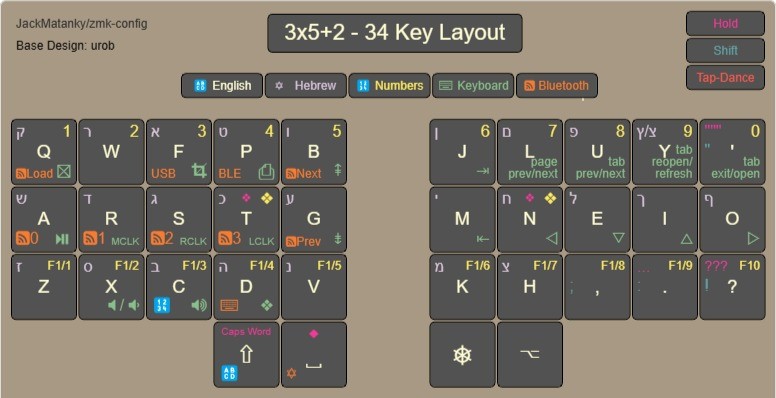 JackMatanky/zmk-config
Base Design: urob
3x5+2 - 34 Key Layout
Hold
Shift
Tap-Dance
English
Hebrew
Numbers
Keyboard
Bluetooth
ק 1 ר 2 א 3 ט 4 ו 5 ן 6 ם 7 פ 8 צ/ץ 9 """ 0
Q W F P B J L U Y " '
Load USB BLE Next page prev/next tab prev/next tab reopen/ refresh tab exit/open
ש ד ג כ ע י ח ל ך ף
A R S T G M N E I O
0 1 MCLK 2 RCLK 3 LCLK Prev
ז F1/1 ס F1/2 ב F1/3 ה F1/4 נ F1/5 מ F1/6 צ F1/7 F1/8 ... F1/9 ??? F10
Z X C D V K H ; , : . ! ?
Caps Word